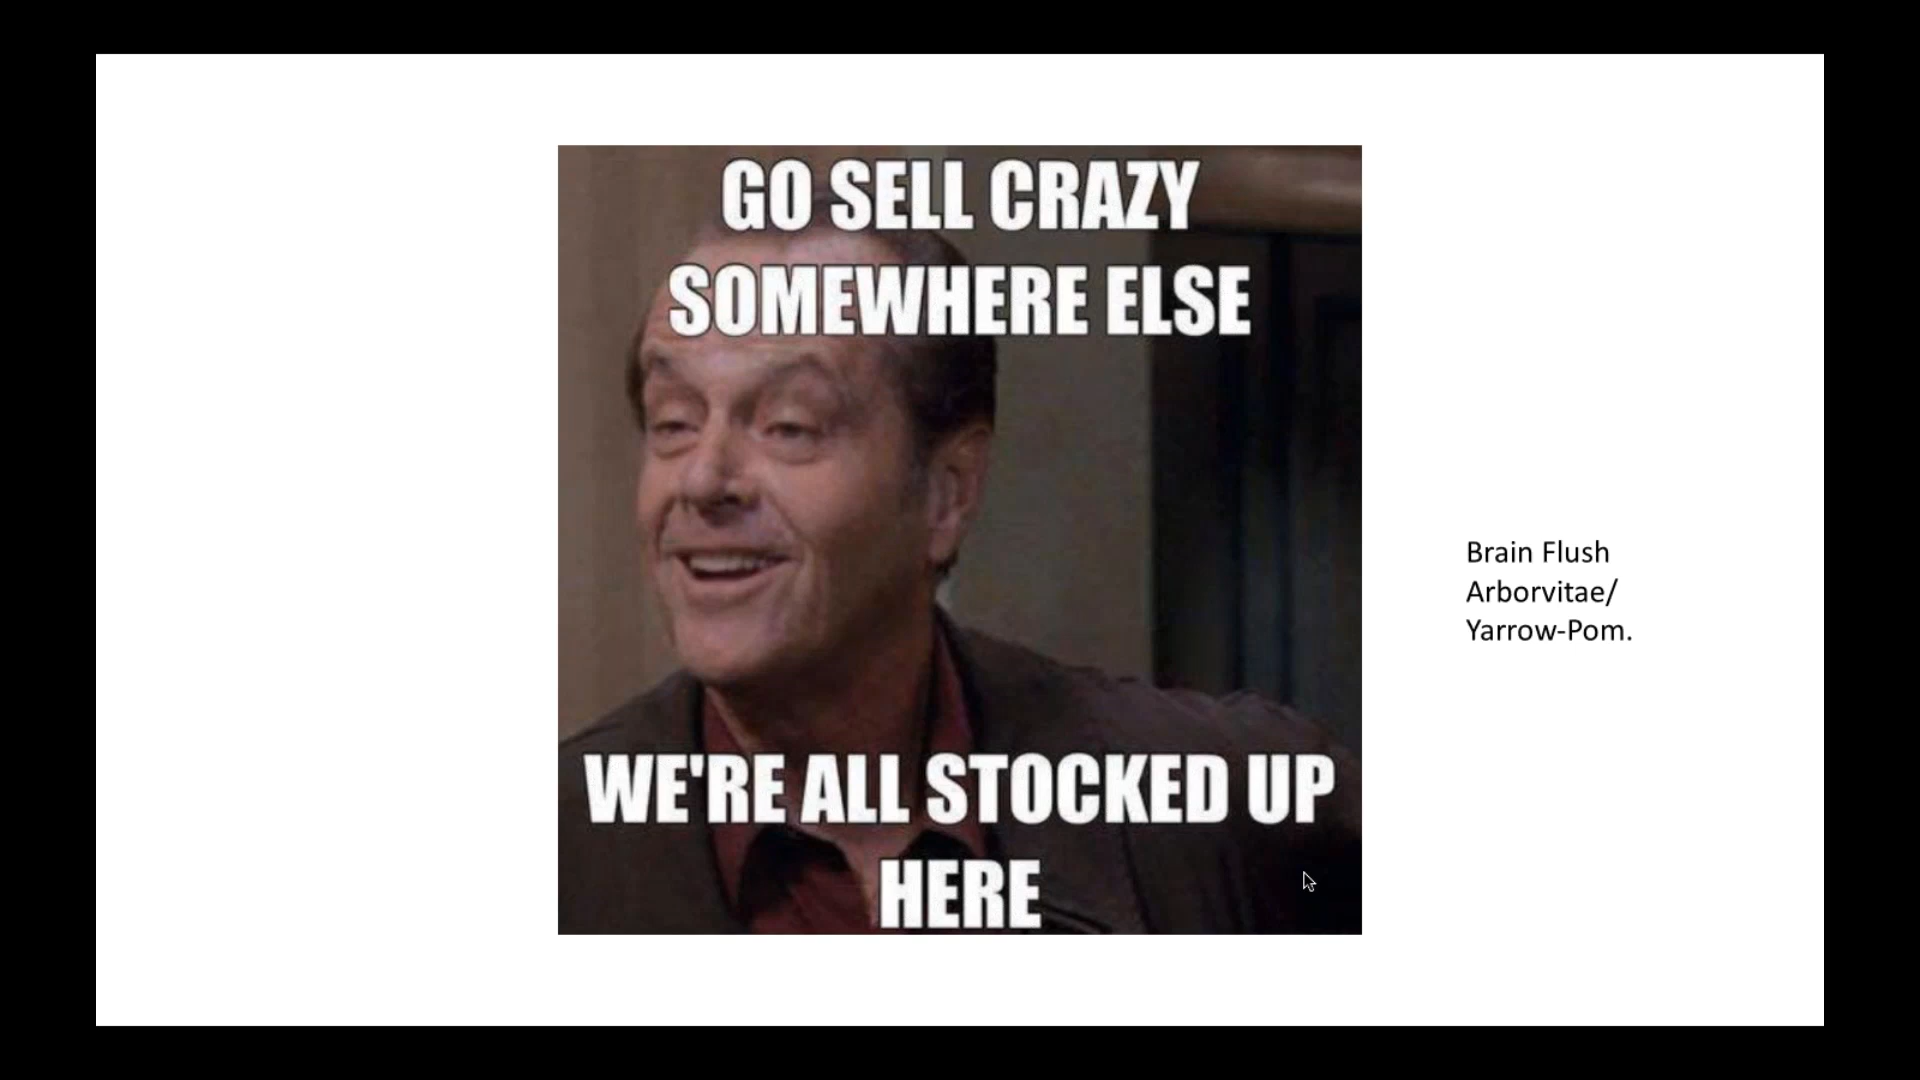 GO SELL CRAZY
SOMEWHERE ELSE
WE'RE ALL STOCKED UP
HERE
Brain Flush
Arborvitae/
Yarrow-Pom.